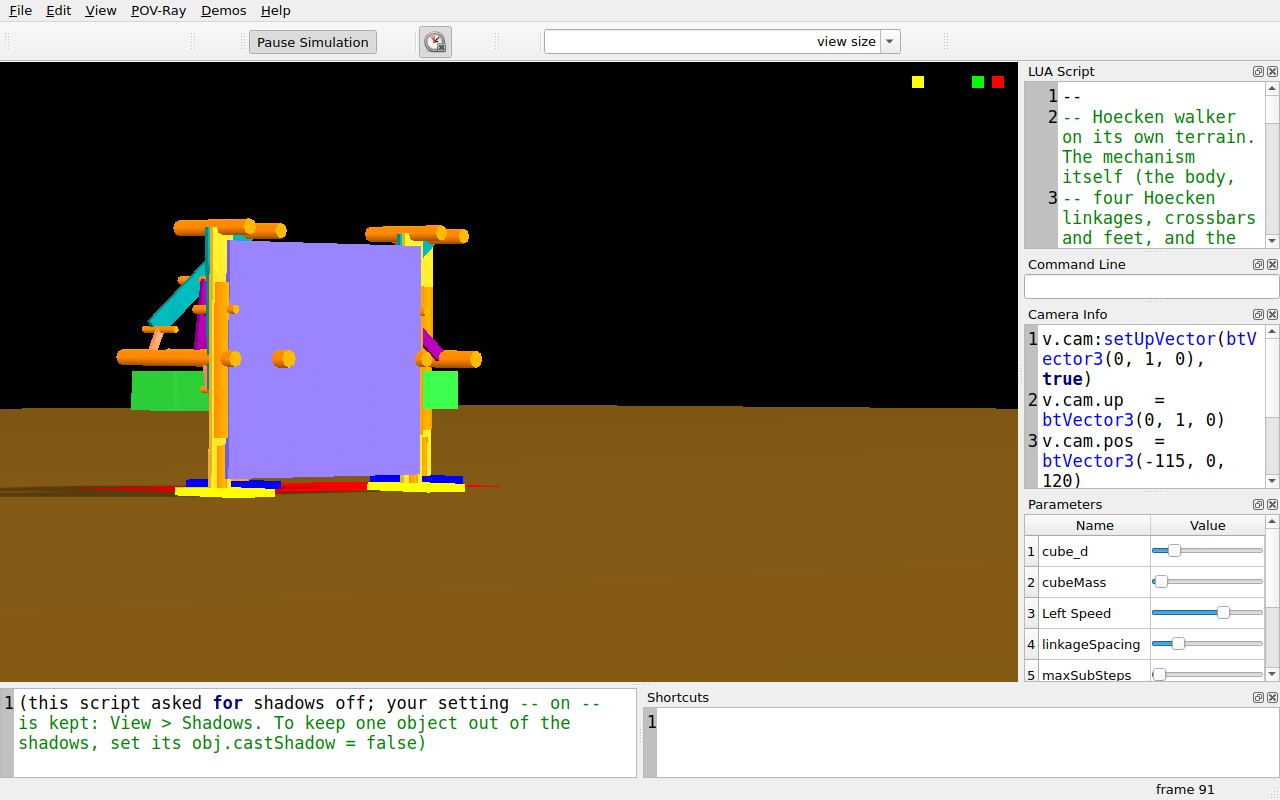 File Edit View POV-Ray Demos Help
Pause Simulation
view size
LUA Script
1 --
2 -- Hoecken walker
on its own terrain.
The mechanism
itself (the body,
3 -- four Hoecken
linkages, crossbars
and feet, and the
Command Line
Camera Info
1 v.cam:setUpVector(btV
ector3(0, 1, 0),
true)
2 v.cam.up   =
btVector3(0, 1, 0)
3 v.cam.pos  =
btVector3(-115, 0,
120)
Parameters
Name Value
1 cube_d
2 cubeMass
3 Left Speed
4 linkageSpacing
5 maxSubSteps
1 (this script asked for shadows off; your setting -- on --
is kept: View > Shadows. To keep one object out of the
shadows, set its obj.castShadow = false)
Shortcuts
1
frame 91